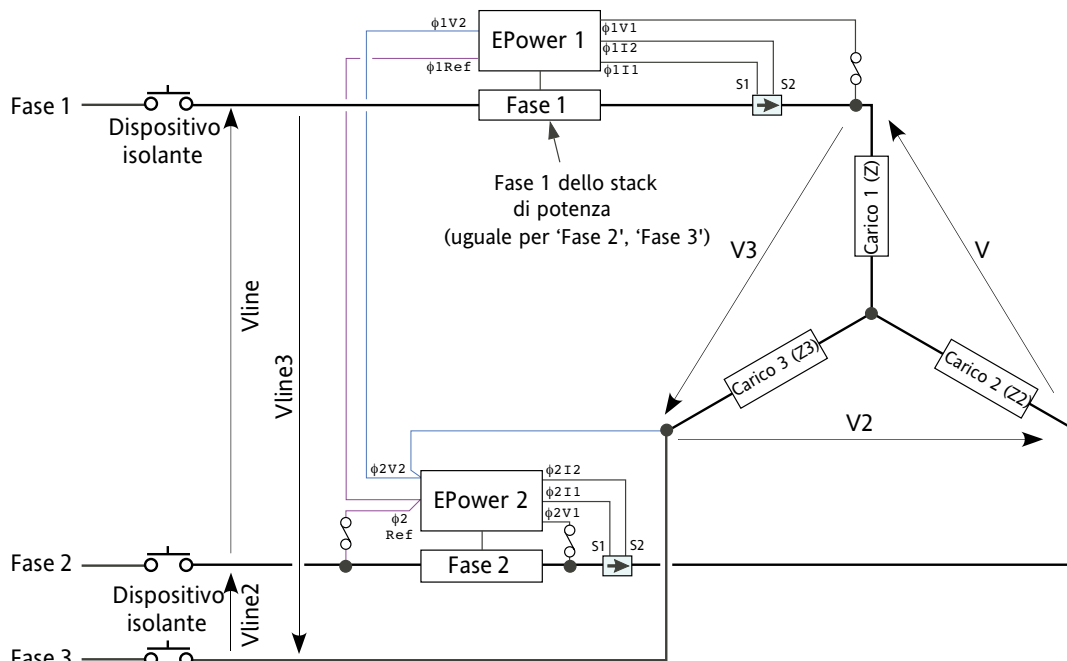 ϕ1V2
EPower 1
ϕ1V1
ϕ1I2
ϕ1I1
ϕ1Ref
S1
S2
Fase 1
Fase 1
Dispositivo
isolante
Fase 1 dello stack
di potenza
(uguale per ‘Fase 2', ‘Fase 3')
Carico 1 (Z)
V3
V
Vline
Vline3
Carico 3 (Z3)
Carico 2 (Z2)
V2
ϕ2V2
EPower 2
ϕ2I2
ϕ2I1
ϕ2V1
ϕ2
Ref
S1
S2
Fase 2
Fase 2
Dispositivo
isolante
Vline2
Fase 3